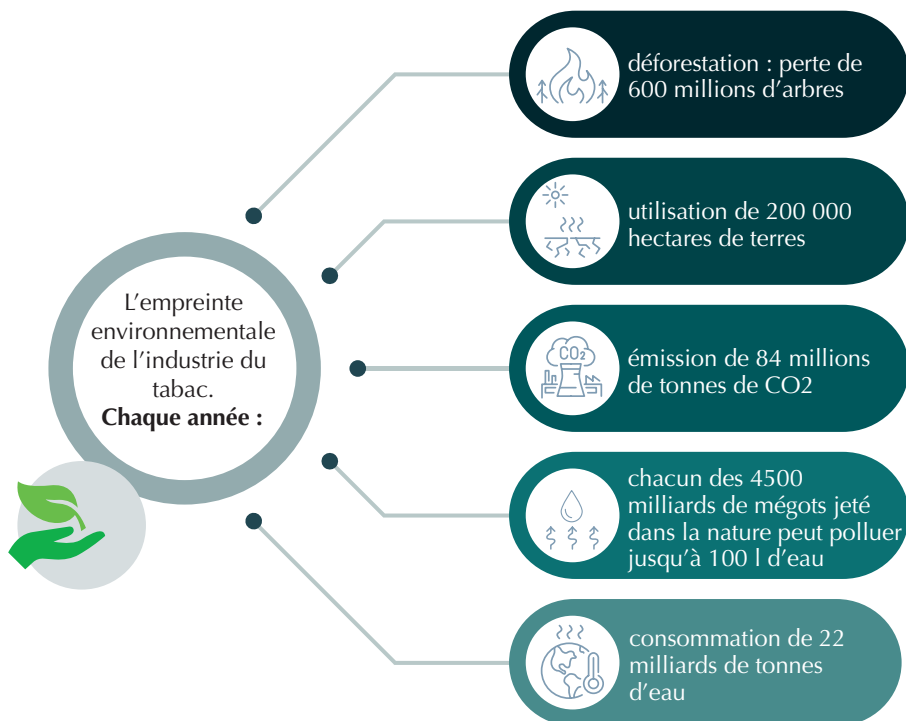 L'empreinte
environnementale
de l'industrie du
tabac.
Chaque année :
déforestation : perte de
600 millions d'arbres
utilisation de 200 000
hectares de terres
CO2
émission de 84 millions
de tonnes de CO2
chacun des 4500
milliards de mégots jeté
dans la nature peut polluer
jusqu'à 100 l d'eau
consommation de 22
milliards de tonnes
d'eau